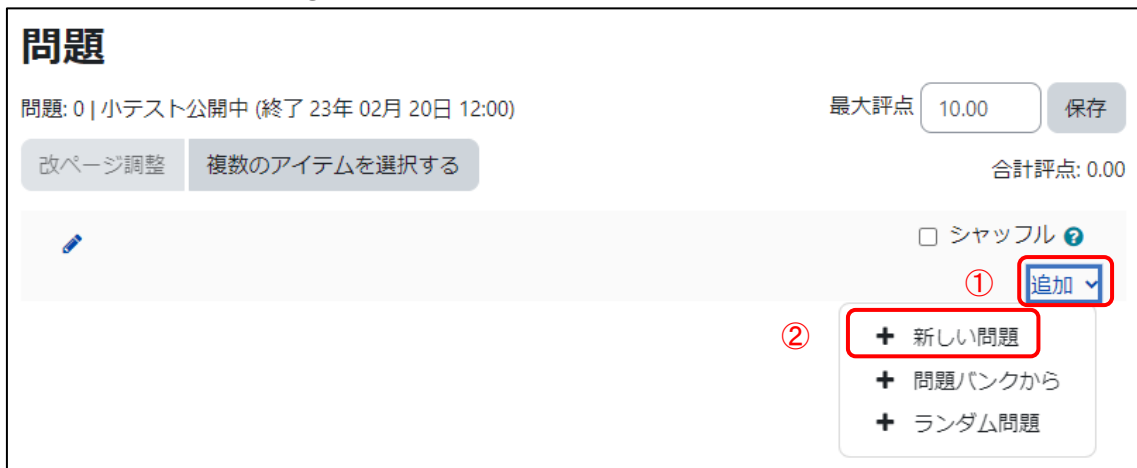 問題
問題: 0 | 小テスト公開中 (終了 23年 02月 20日 12:00)
最大評点 10.00 保存
改ページ調整 複数のアイテムを選択する
合計評点: 0.00
シャッフル ?
① 追加
② + 新しい問題
+ 問題バンクから
+ ランダム問題